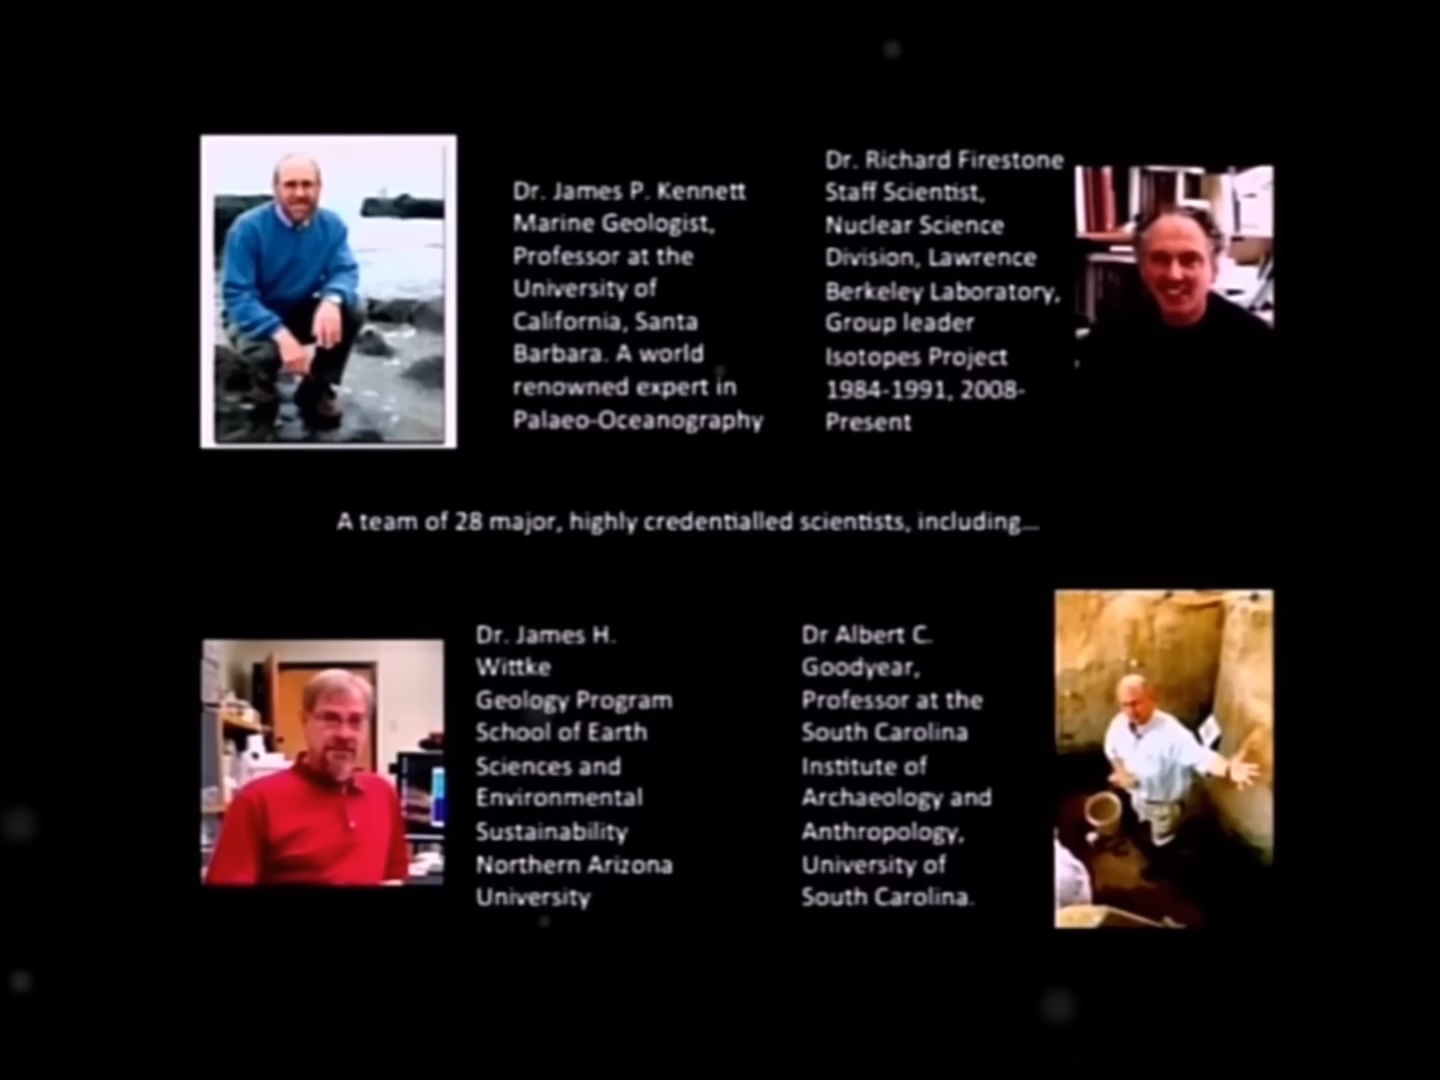 Dr. James P. Kennett
Marine Geologist,
Professor at the
University of
California, Santa
Barbara. A world
renowned expert in
Palaeo-Oceanography
Dr. Richard Firestone
Staff Scientist,
Nuclear Science
Division, Lawrence
Berkeley Laboratory,
Group leader
Isotopes Project
1984-1991, 2008-
Present
A team of 28 major, highly credentialled scientists, including...
Dr. James H.
Wittke
Geology Program
School of Earth
Sciences and
Environmental
Sustainability
Northern Arizona
University
Dr Albert C.
Goodyear,
Professor at the
South Carolina
Institute of
Archaeology and
Anthropology,
University of
South Carolina.